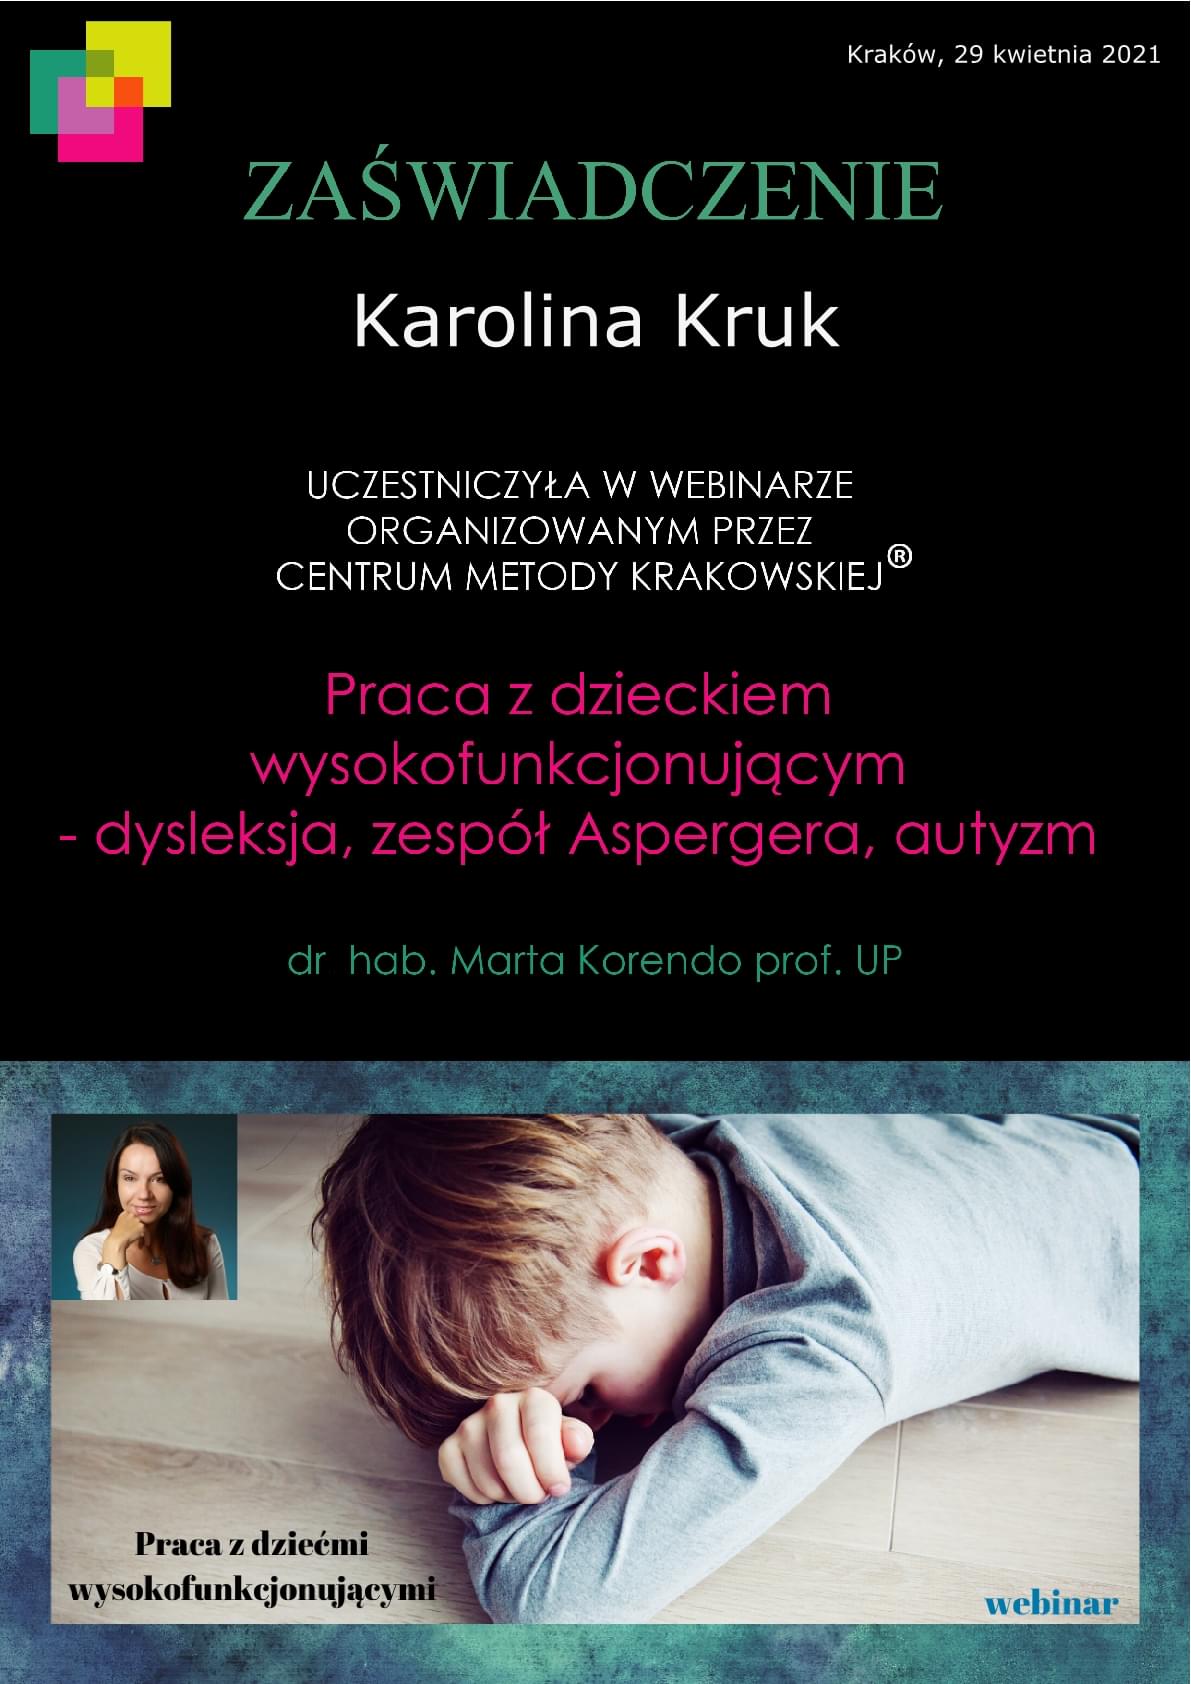 Kraków, 29 kwietnia 2021
ZAŚWIADCZENIE
Karolina Kruk
UCZESTNICZYŁA W WEBINARZE
ORGANIZOWANYM PRZEZ
CENTRUM METODY KRAKOWSKIEJ®
Praca z dzieckiem
wysokofunkcjonującym
- dysleksja, zespół Aspergera, autyzm
dr. hab. Marta Korendo prof. UP
Praca z dziećmi
wysokofunkcjonującymi
webinar